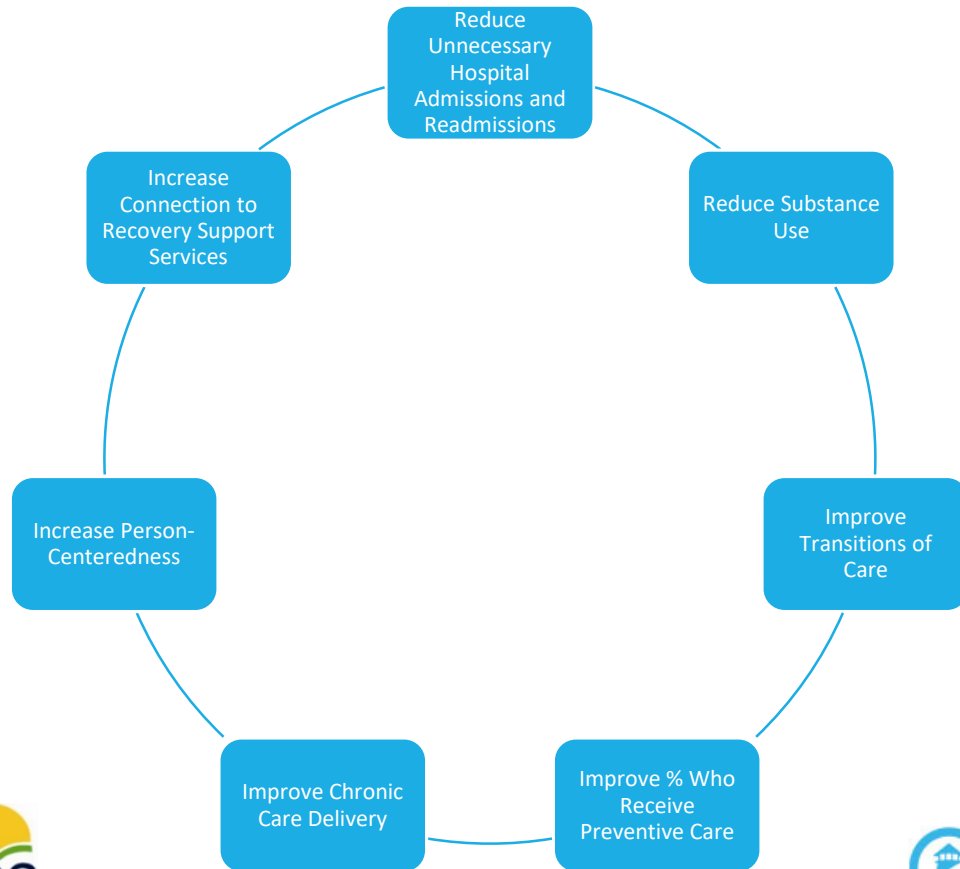 Reduce
Unnecessary
Hospital
Admissions and
Readmissions
Reduce Substance
Use
Improve
Transitions of
Care
Improve % Who
Receive
Preventive Care
Improve Chronic
Care Delivery
Increase Person-
Centeredness
Increase
Connection to
Recovery Support
Services